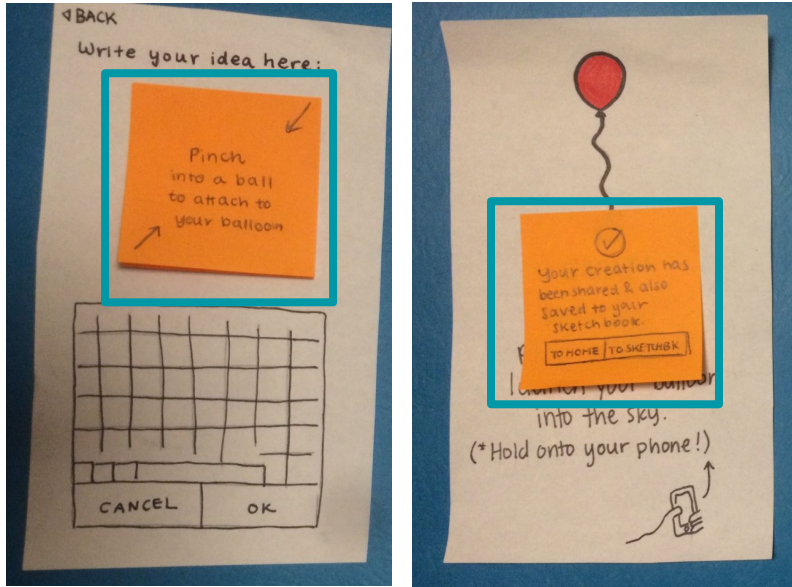 ◁BACK
Write your idea here:
Pinch
into a ball
to attach to
your balloon
CANCEL
OK
Your creation has
been shared & also
saved to your
sketchbook.
TO HOME
TO SKETCHBK
launch your balloon
into the sky.
(*Hold onto your phone!)